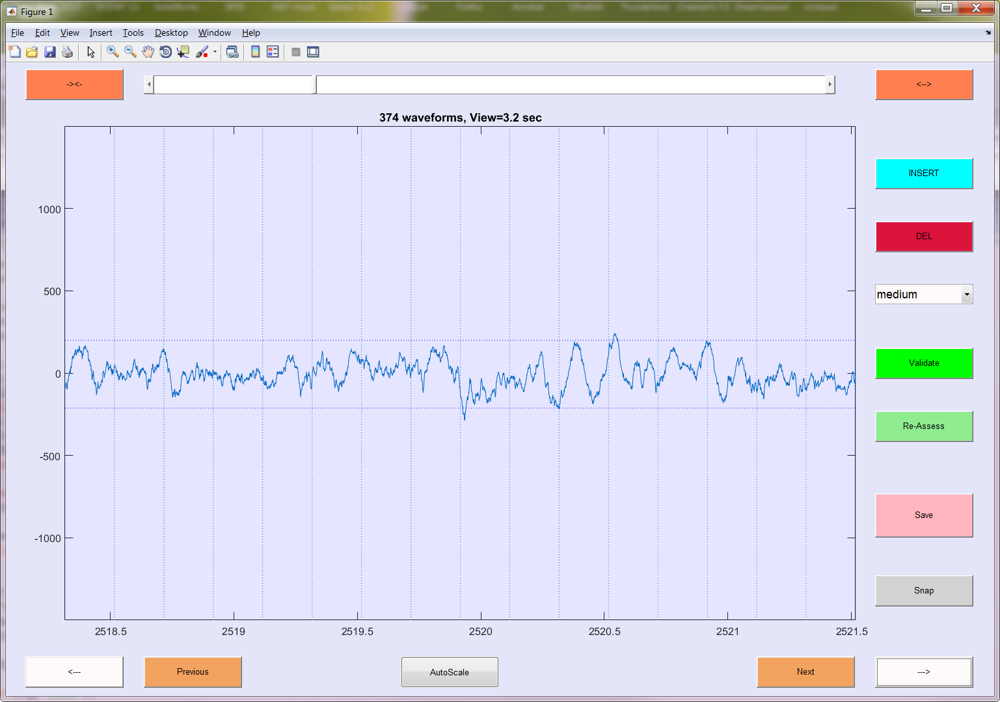 Figure 1
File Edit View Insert Tools Desktop Window Help
-><-
<-->
374 waveforms, View=3.2 sec
1000
500
0
-500
-1000
2518.5 2519 2519.5 2520 2520.5 2521 2521.5
INSERT
DEL
medium
Validate
Re-Assess
Save
Snap
<--- Previous AutoScale Next --->